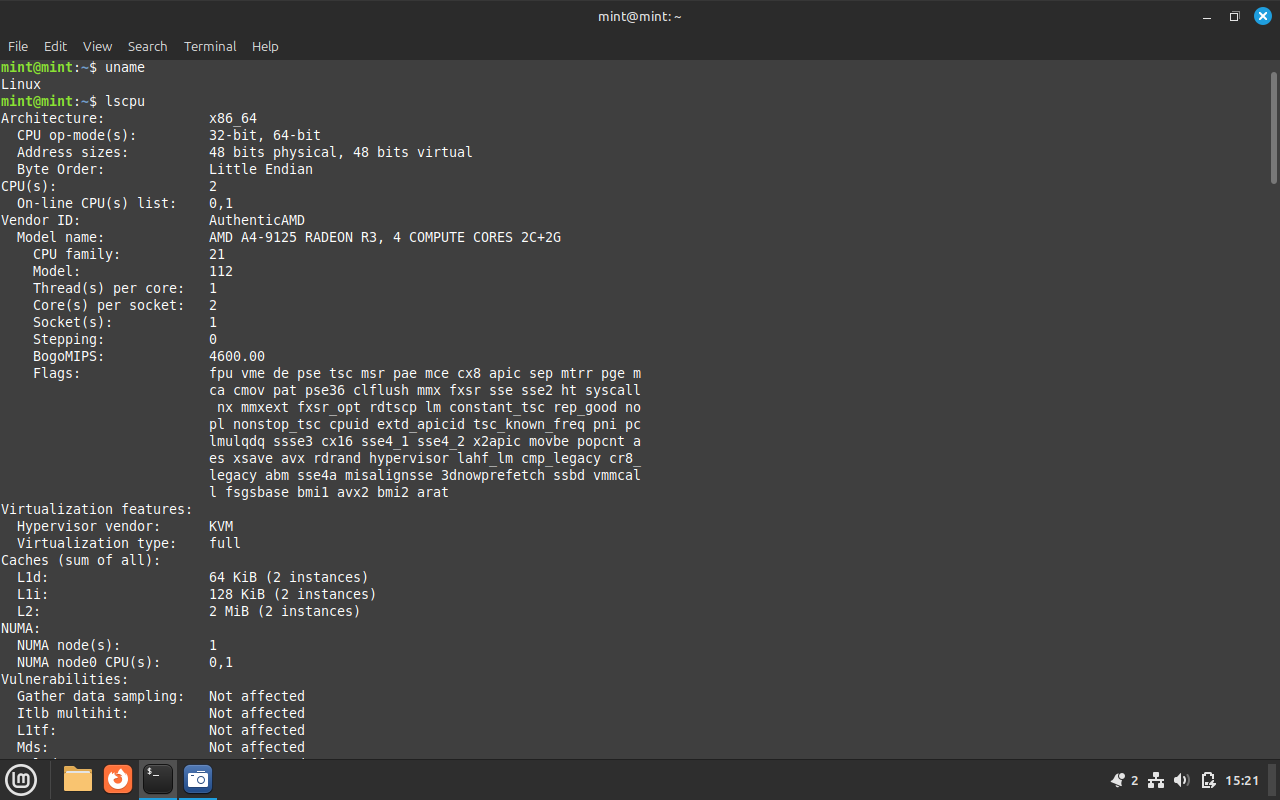 mint@mint: ~
File Edit View Search Terminal Help
mint@mint:~$ uname
Linux
mint@mint:~$ lscpu
Architecture: x86_64
CPU op-mode(s): 32-bit, 64-bit
Address sizes: 48 bits physical, 48 bits virtual
Byte Order: Little Endian
CPU(s): 2
On-line CPU(s) list: 0,1
Vendor ID: AuthenticAMD
Model name: AMD A4-9125 RADEON R3, 4 COMPUTE CORES 2C+2G
CPU family: 21
Model: 112
Thread(s) per core: 1
Core(s) per socket: 2
Socket(s): 1
Stepping: 0
BogoMIPS: 4600.00
Flags: fpu vme de pse tsc msr pae mce cx8 apic sep mtrr pge m
ca cmov pat pse36 clflush mmx fxsr sse sse2 ht syscall
nx mmxext fxsr_opt rdtscp lm constant_tsc rep_good no
pl nonstop_tsc cpuid extd_apicid tsc_known_freq pni pc
lmulqdq ssse3 cx16 sse4_1 sse4_2 x2apic movbe popcnt a
es xsave avx rdrand hypervisor lahf_lm cmp_legacy cr8_
legacy abm sse4a misalignsse 3dnowprefetch ssbd vmmcal
l fsgsbase bmi1 avx2 bmi2 arat
Virtualization features:
Hypervisor vendor: KVM
Virtualization type: full
Caches (sum of all):
L1d: 64 KiB (2 instances)
L1i: 128 KiB (2 instances)
L2: 2 MiB (2 instances)
NUMA:
NUMA node(s): 1
NUMA node0 CPU(s): 0,1
Vulnerabilities:
Gather data sampling: Not affected
Itlb multihit: Not affected
L1tf: Not affected
Mds: Not affected
$_
2
15:21